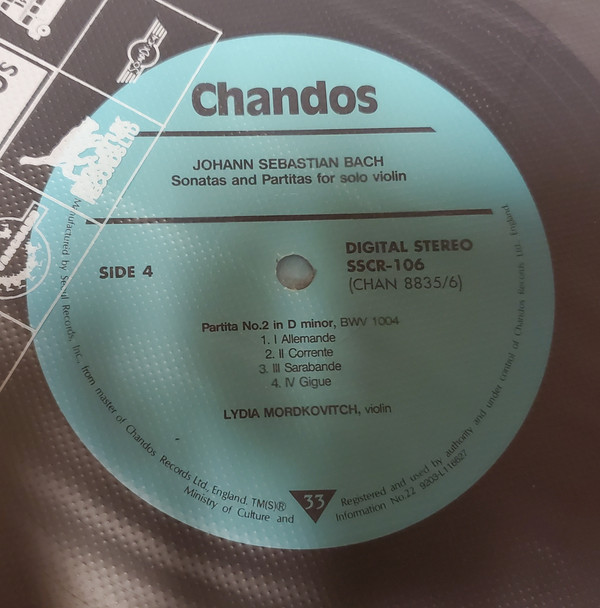 Chandos
JOHANN SEBASTIAN BACH
Sonatas and Partitas for solo violin
SIDE 4
DIGITAL STEREO
SSCR-106
(CHAN 8835/6)
Partita No.2 in D minor, BWV 1004
1. I Allemande
2. II Corrente
3. III Sarabande
4. IV Gigue
LYDIA MORDKOVITCH, violin
33
Manufactured by Seoul Records, Inc., from master of Chandos Records Ltd., England, TM(S)®
Ministry of Culture and
Information No.22
Registered and used by authority and under control of Chandos Records Ltd., England.